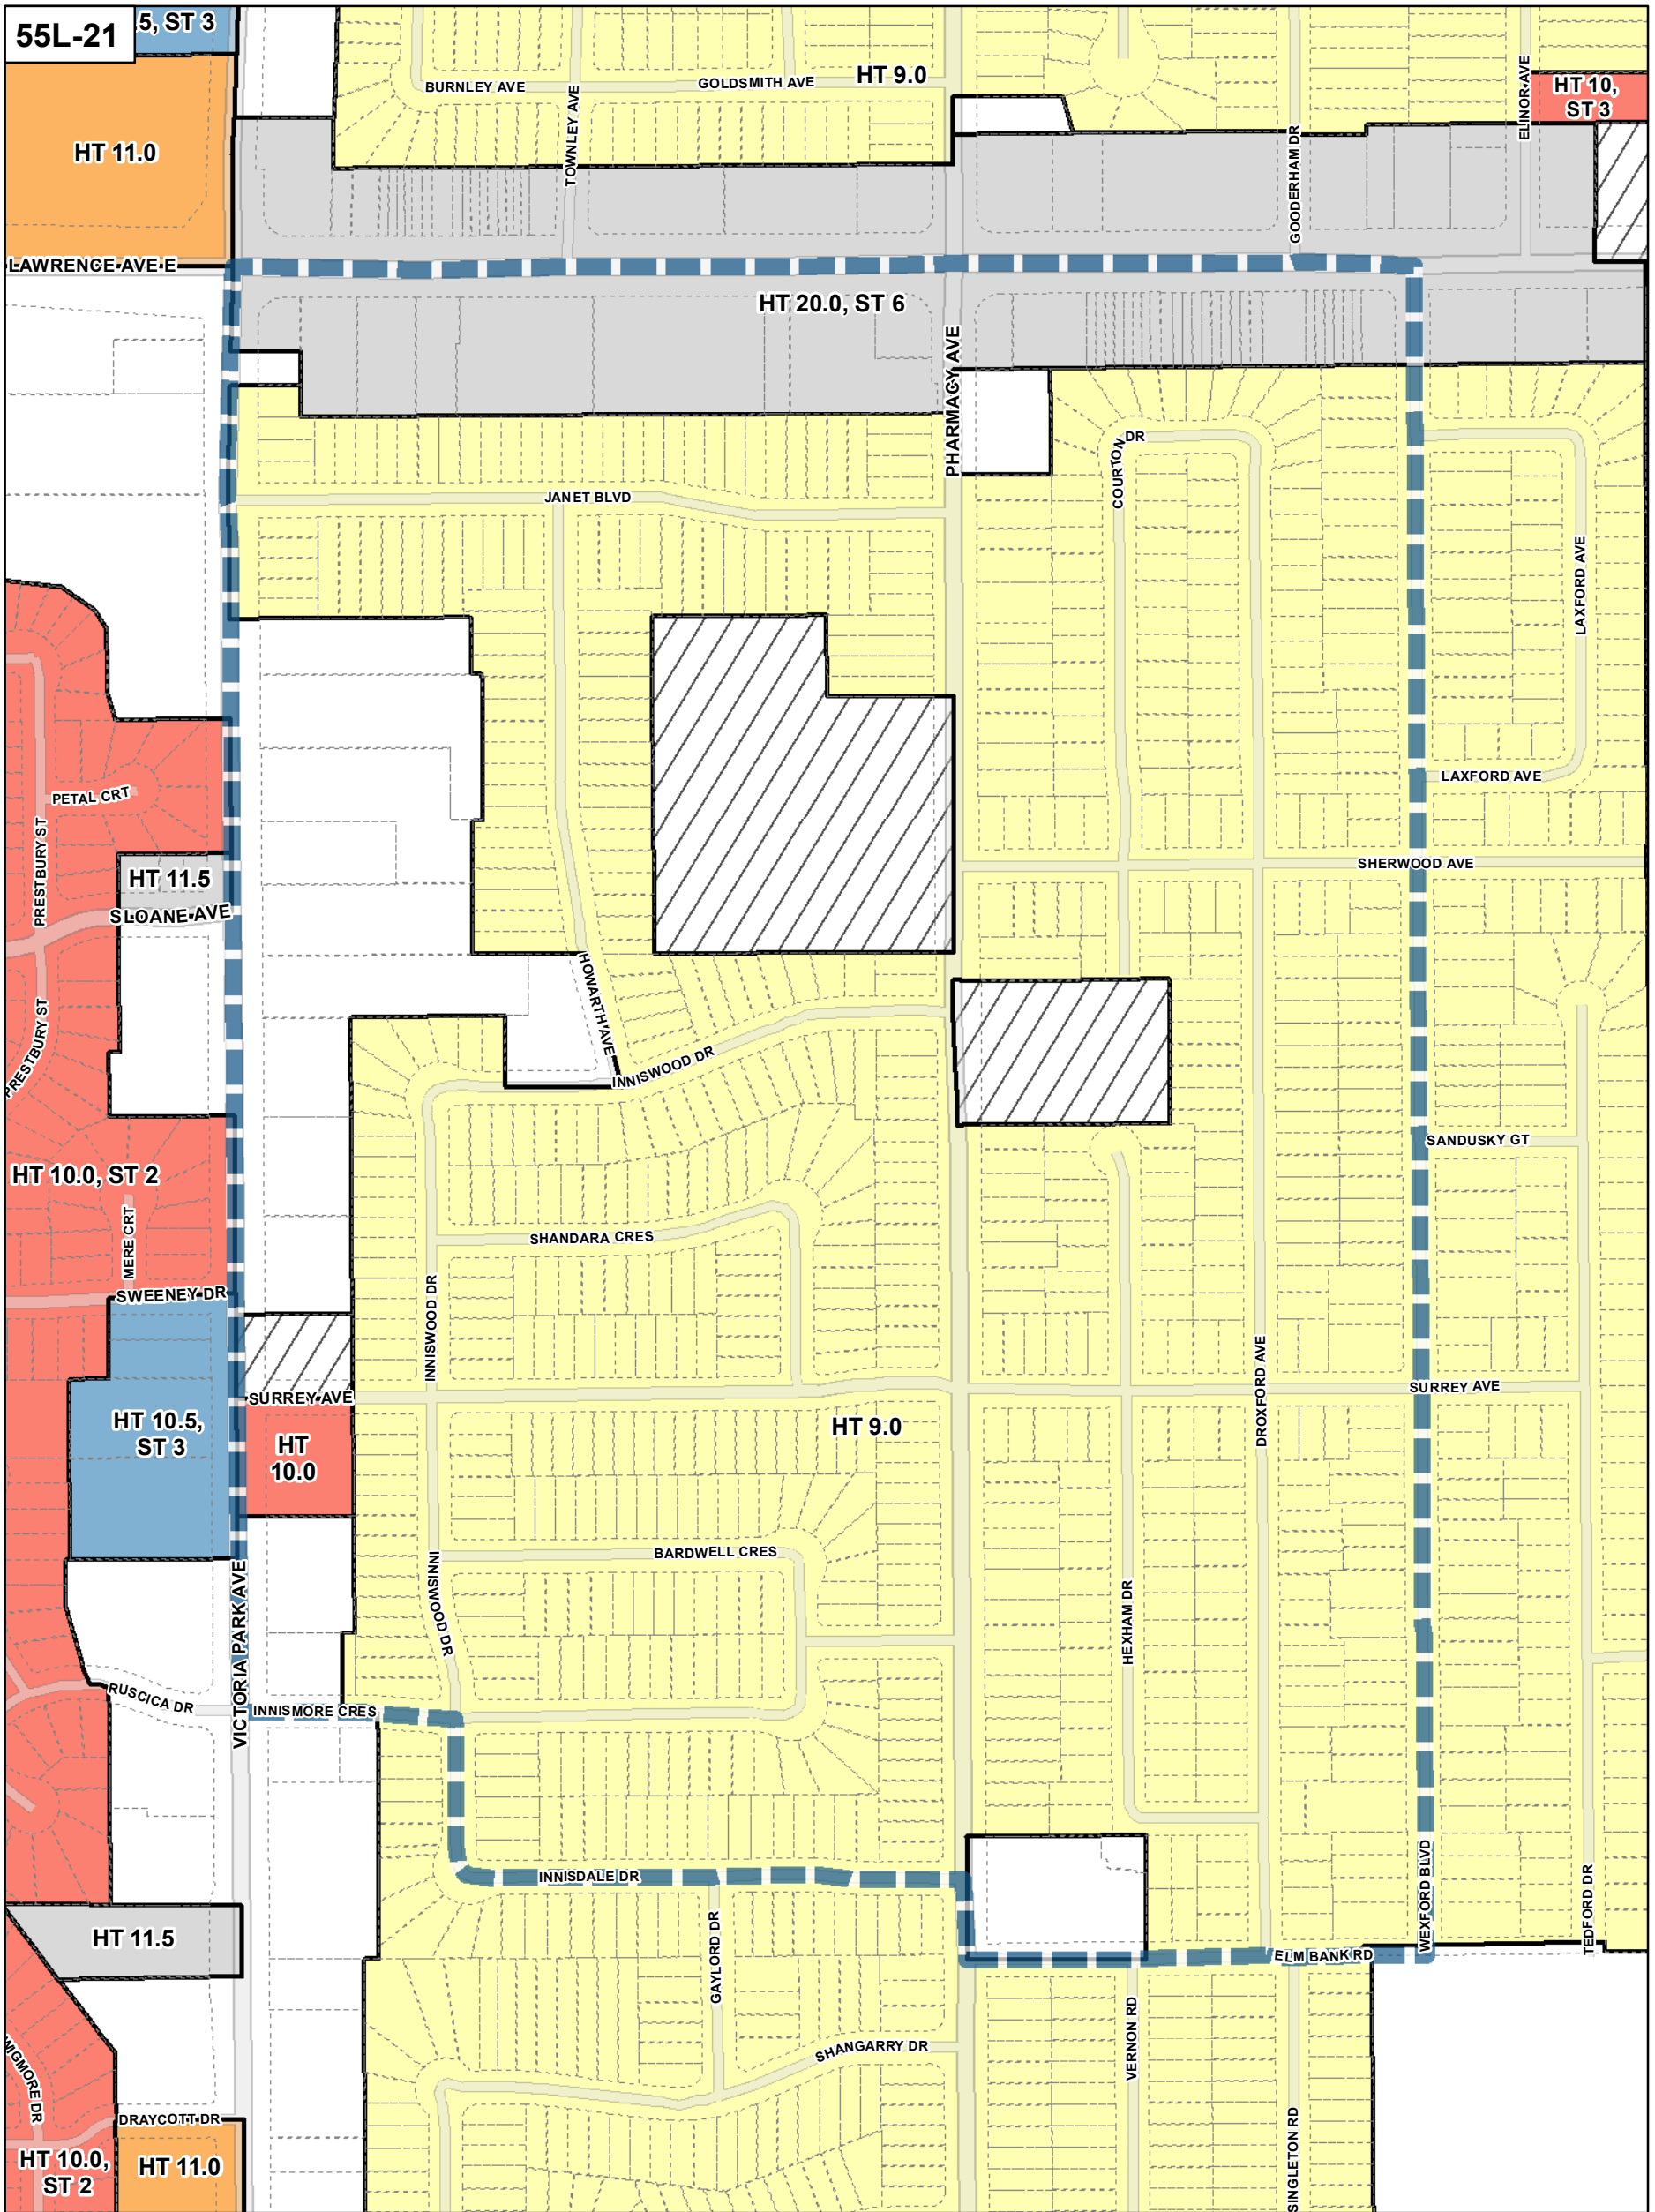 55L-21
.5, ST 3
BURNLEY AVE
TOWNLEY AVE
GOLDSMITH AVE
HT 9.0
ELINOR AVE
HT 10,
ST 3
HT 11.0
GOODERHAM DR
LAWRENCE AVE E
HT 20.0, ST 6
PHARMACY AVE
COURTON DR
JANET BLVD
LAXFORD AVE
LAXFORD AVE
PETAL CRT
PRESTBURY ST
HT 11.5
SLOANE AVE
SHERWOOD AVE
HOWARTH AVE
PRESTBURY ST
INNISWOOD DR
SANDUSKY GT
HT 10.0, ST 2
MERE CRT
SHANDARA CRES
SWEENEY DR
INNISWOOD DR
DROXFORD AVE
SURREY AVE
SURREY AVE
HT 10.5,
ST 3
HT
10.0
HT 9.0
BARDWELL CRES
INNISWOOD DR
HEXHAM DR
VICTORIA PARK AVE
RUSCICA DR
INNISMORE CRES
INNISDALE DR
WEXFORD BLVD
TEDFORD DR
HT 11.5
GAYLORD DR
ELM BANK RD
VERNON RD
SHANGARRY DR
WIGMORE DR
DRAYCOTT DR
HT 10.0,
ST 2
HT 11.0
SINGLETON RD